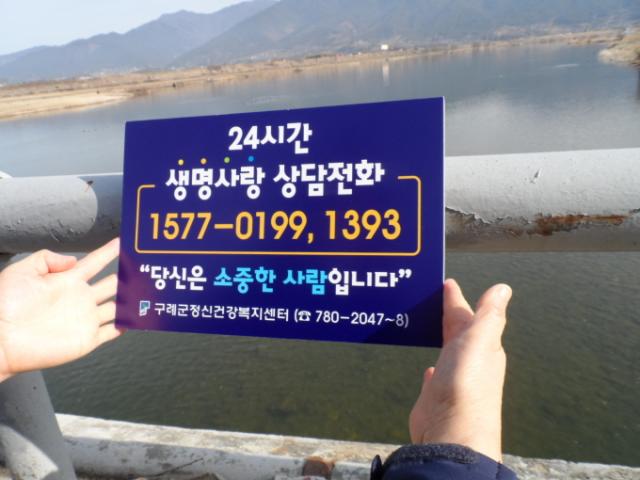 24시간
생명사랑 상담전화
1577-0199, 1393
“당신은 소중한 사람입니다”
구례군정신건강복지센터 (☎ 780-2047~8)